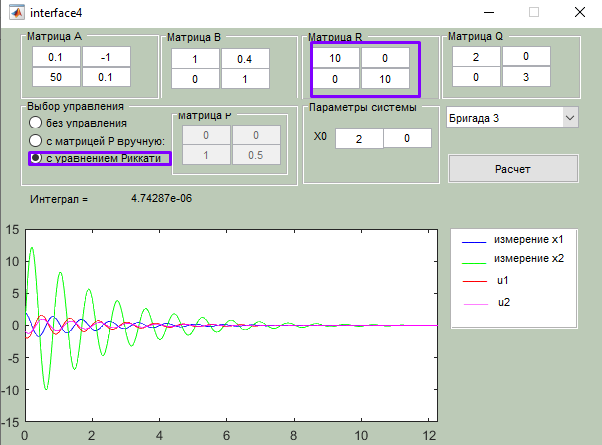 interface4
Матрица A Матрица B Матрица R Матрица Q
0.1 -1 1 0.4 10 0 2 0
50 0.1 0 1 0 10 0 3
Выбор управления Матрица P Параметры системы
без управления 0 0 X0 2 0 Бригада 3
с матрицей P вручную: 1 0.5
с уравнением Риккати Расчет
Интеграл = 4.74287e-06
15
10
5
0
-5
-10
-15
0 2 4 6 8 10 12
измерение x1
измерение x2
u1
u2